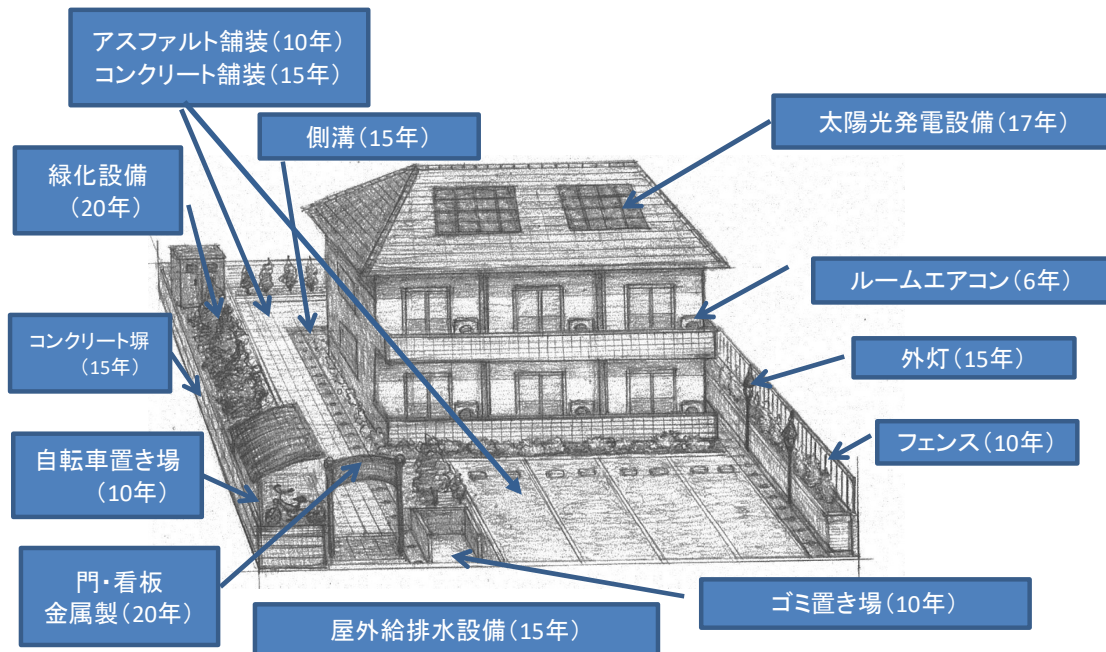 アスファルト舗装（10年）
コンクリート舗装（15年）
側溝（15年）
太陽光発電設備（17年）
緑化設備
（20年）
ルームエアコン（6年）
コンクリート塀
（15年）
外灯（15年）
自転車置き場
（10年）
フェンス（10年）
門・看板
金属製（20年）
ゴミ置き場（10年）
屋外給排水設備（15年）